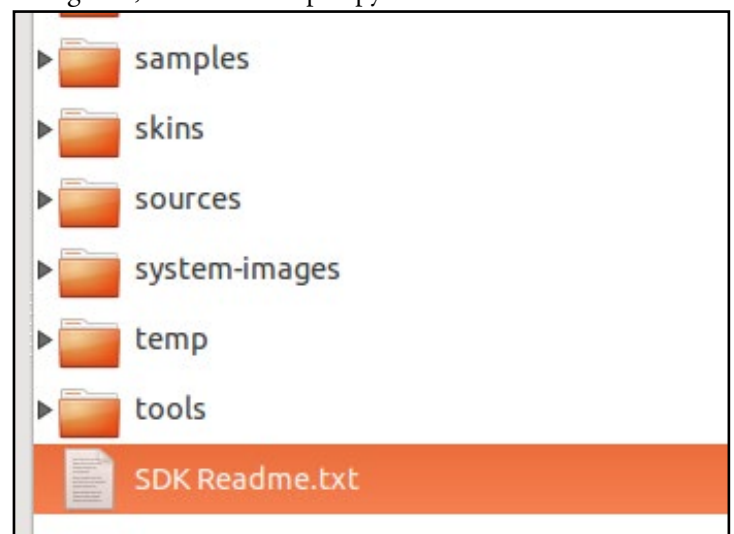 samples
skins
sources
system-images
temp
tools
SDK Readme.txt